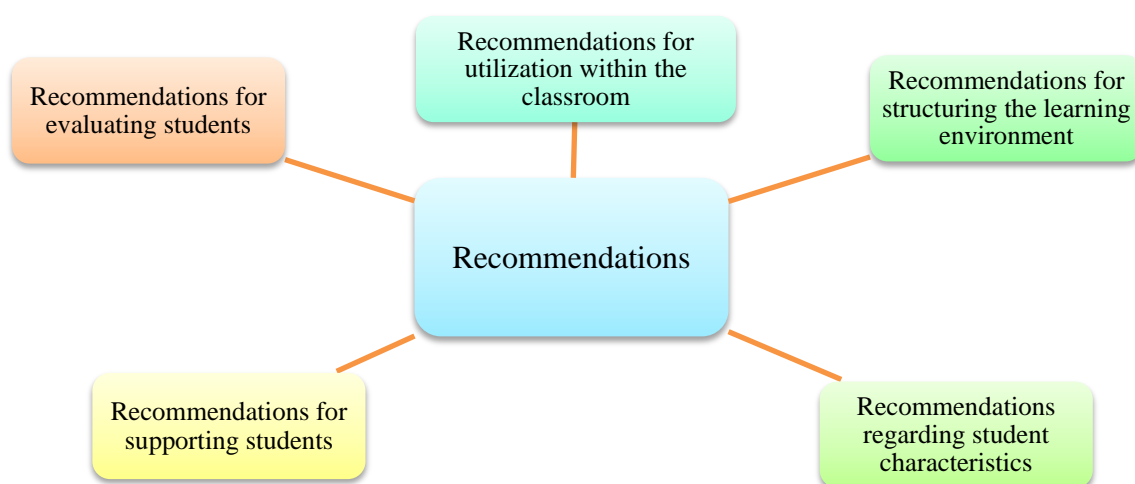 Recommendations for
utilization within the
classroom
Recommendations for
evaluating students
Recommendations for
structuring the learning
environment
Recommendations
Recommendations for
supporting students
Recommendations
regarding student
characteristics